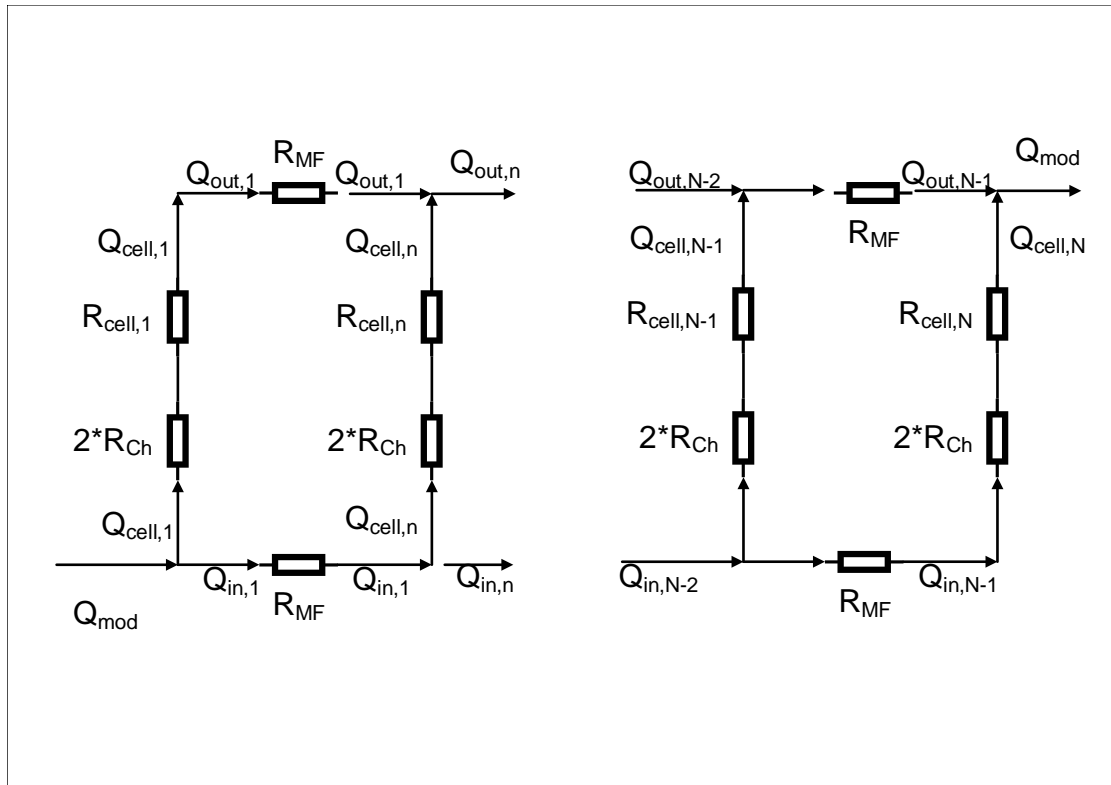 R_MF
Q_out,1 Q_out,1 Q_out,n
Q_cell,1 Q_cell,n
R_cell,1 R_cell,n
2*R_Ch 2*R_Ch
Q_cell,1 Q_cell,n
Q_in,1 Q_in,1 Q_in,n
Q_mod R_MF
Q_mod
Q_out,N-2 Q_out,N-1
R_MF
Q_cell,N-1 Q_cell,N
R_cell,N-1 R_cell,N
2*R_Ch 2*R_Ch
Q_in,N-2 Q_in,N-1
R_MF